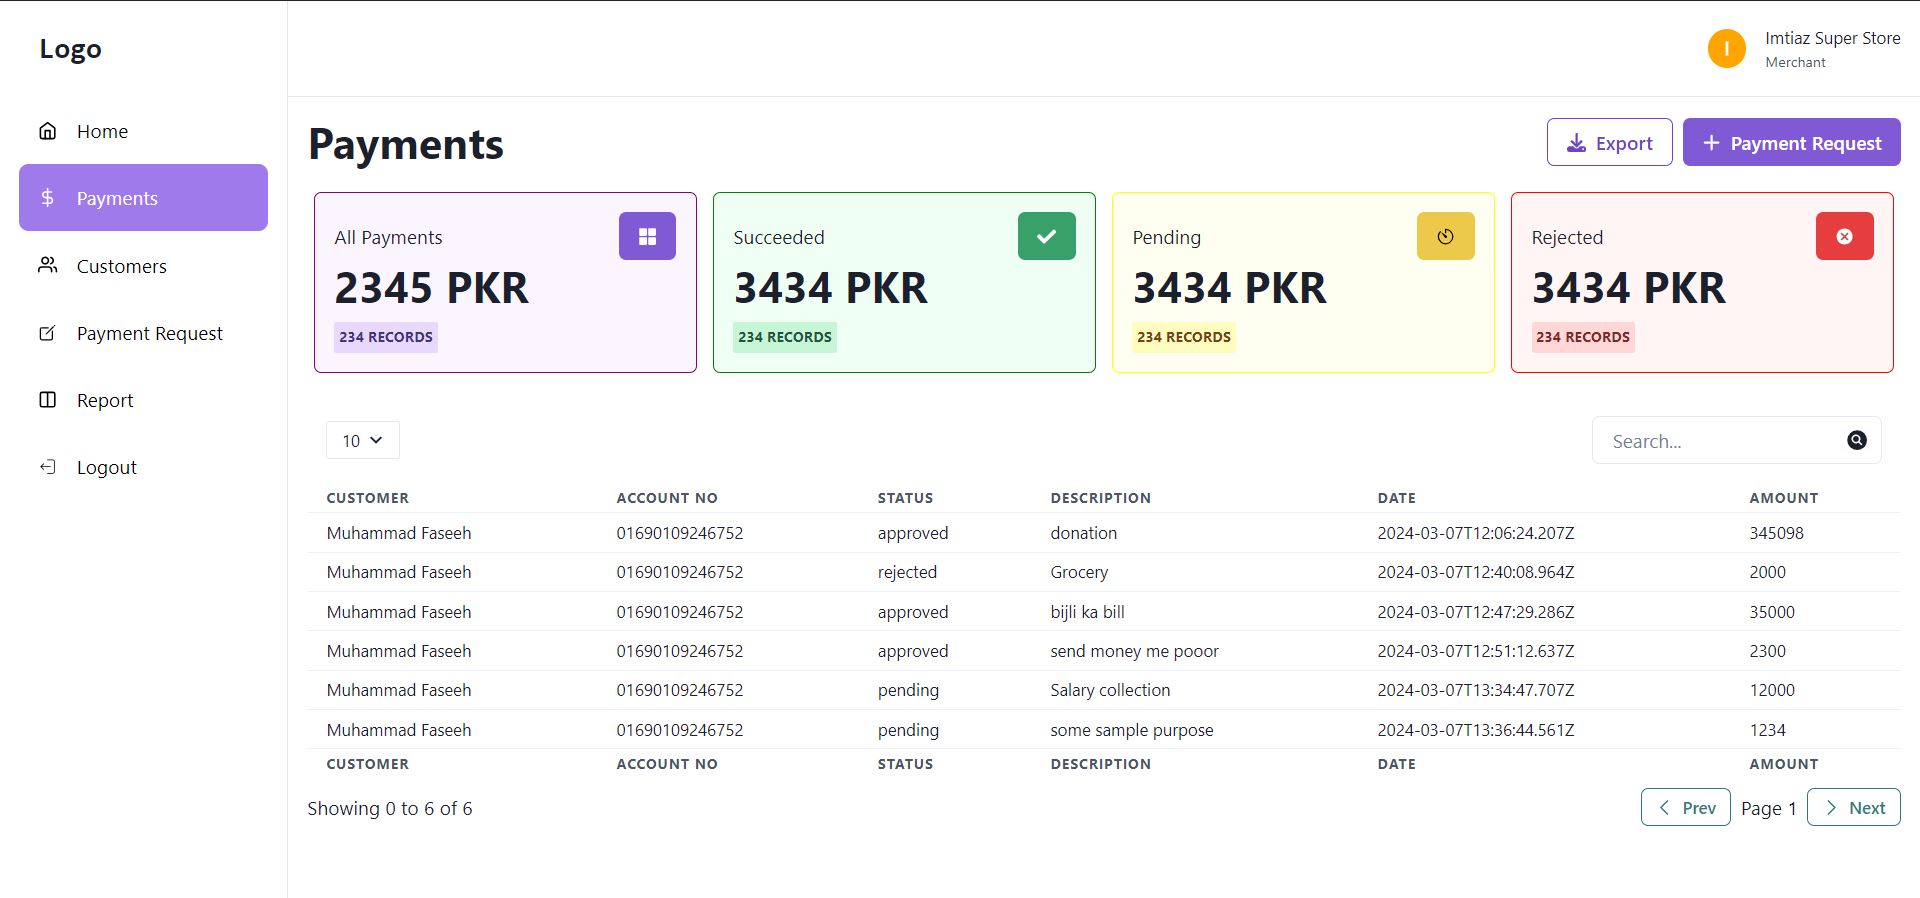 Logo
Imtiaz Super Store
I
Merchant
Home
Payments
Customers
Payment Request
Report
Logout
Payments
Export
Payment Request
All Payments
2345 PKR
234 RECORDS
Succeeded
3434 PKR
234 RECORDS
Pending
3434 PKR
234 RECORDS
Rejected
3434 PKR
234 RECORDS
10
Search...
CUSTOMER ACCOUNT NO STATUS DESCRIPTION DATE AMOUNT
Muhammad Faseeh 01690109246752 approved donation 2024-03-07T12:06:24.207Z 345098
Muhammad Faseeh 01690109246752 rejected Grocery 2024-03-07T12:40:08.964Z 2000
Muhammad Faseeh 01690109246752 approved bijli ka bill 2024-03-07T12:47:29.286Z 35000
Muhammad Faseeh 01690109246752 approved send money me pooor 2024-03-07T12:51:12.637Z 2300
Muhammad Faseeh 01690109246752 pending Salary collection 2024-03-07T13:34:47.707Z 12000
Muhammad Faseeh 01690109246752 pending some sample purpose 2024-03-07T13:36:44.561Z 1234
CUSTOMER ACCOUNT NO STATUS DESCRIPTION DATE AMOUNT
Showing 0 to 6 of 6
Prev Page 1 Next